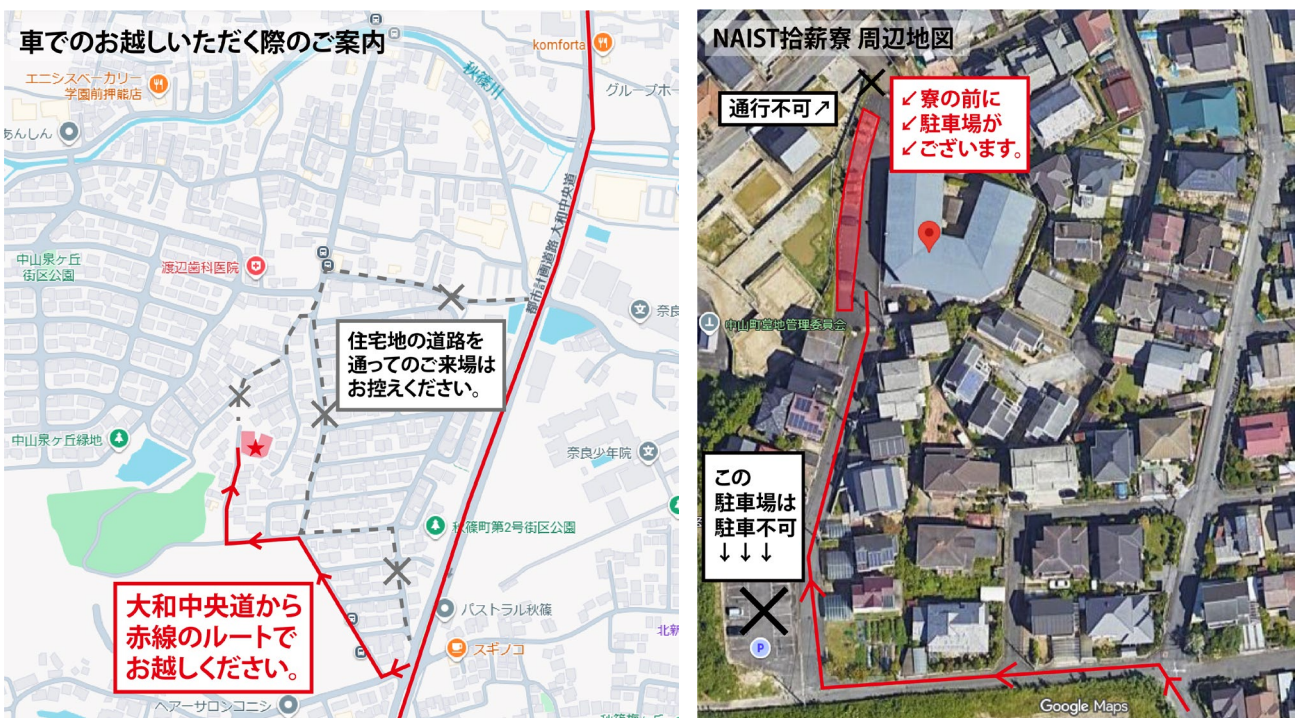 車でのお越しいただく際のご案内
komforta
エニシスベーカリー
学園前押熊店
秋篠川
グループホー
あんしん
都市計画道路 大和中央道
中山泉ヶ丘
街区公園
渡辺歯科医院
奈良
住宅地の道路を
通ってのご来場は
お控えください。
中山泉ケ丘緑地
奈良少年院
秋篠町第2号街区公園
大和中央道から
赤線のルートで
お越しください。
パストラル秋篠
北新
スギノコ
ヘアーサロンコニシ
NAIST拾薪寮 周辺地図
通行不可↗
↙寮の前に
↙駐車場が
↙ございます。
中山町墓地管理委員会
この
駐車場は
駐車不可
↓↓↓
P
Google Maps